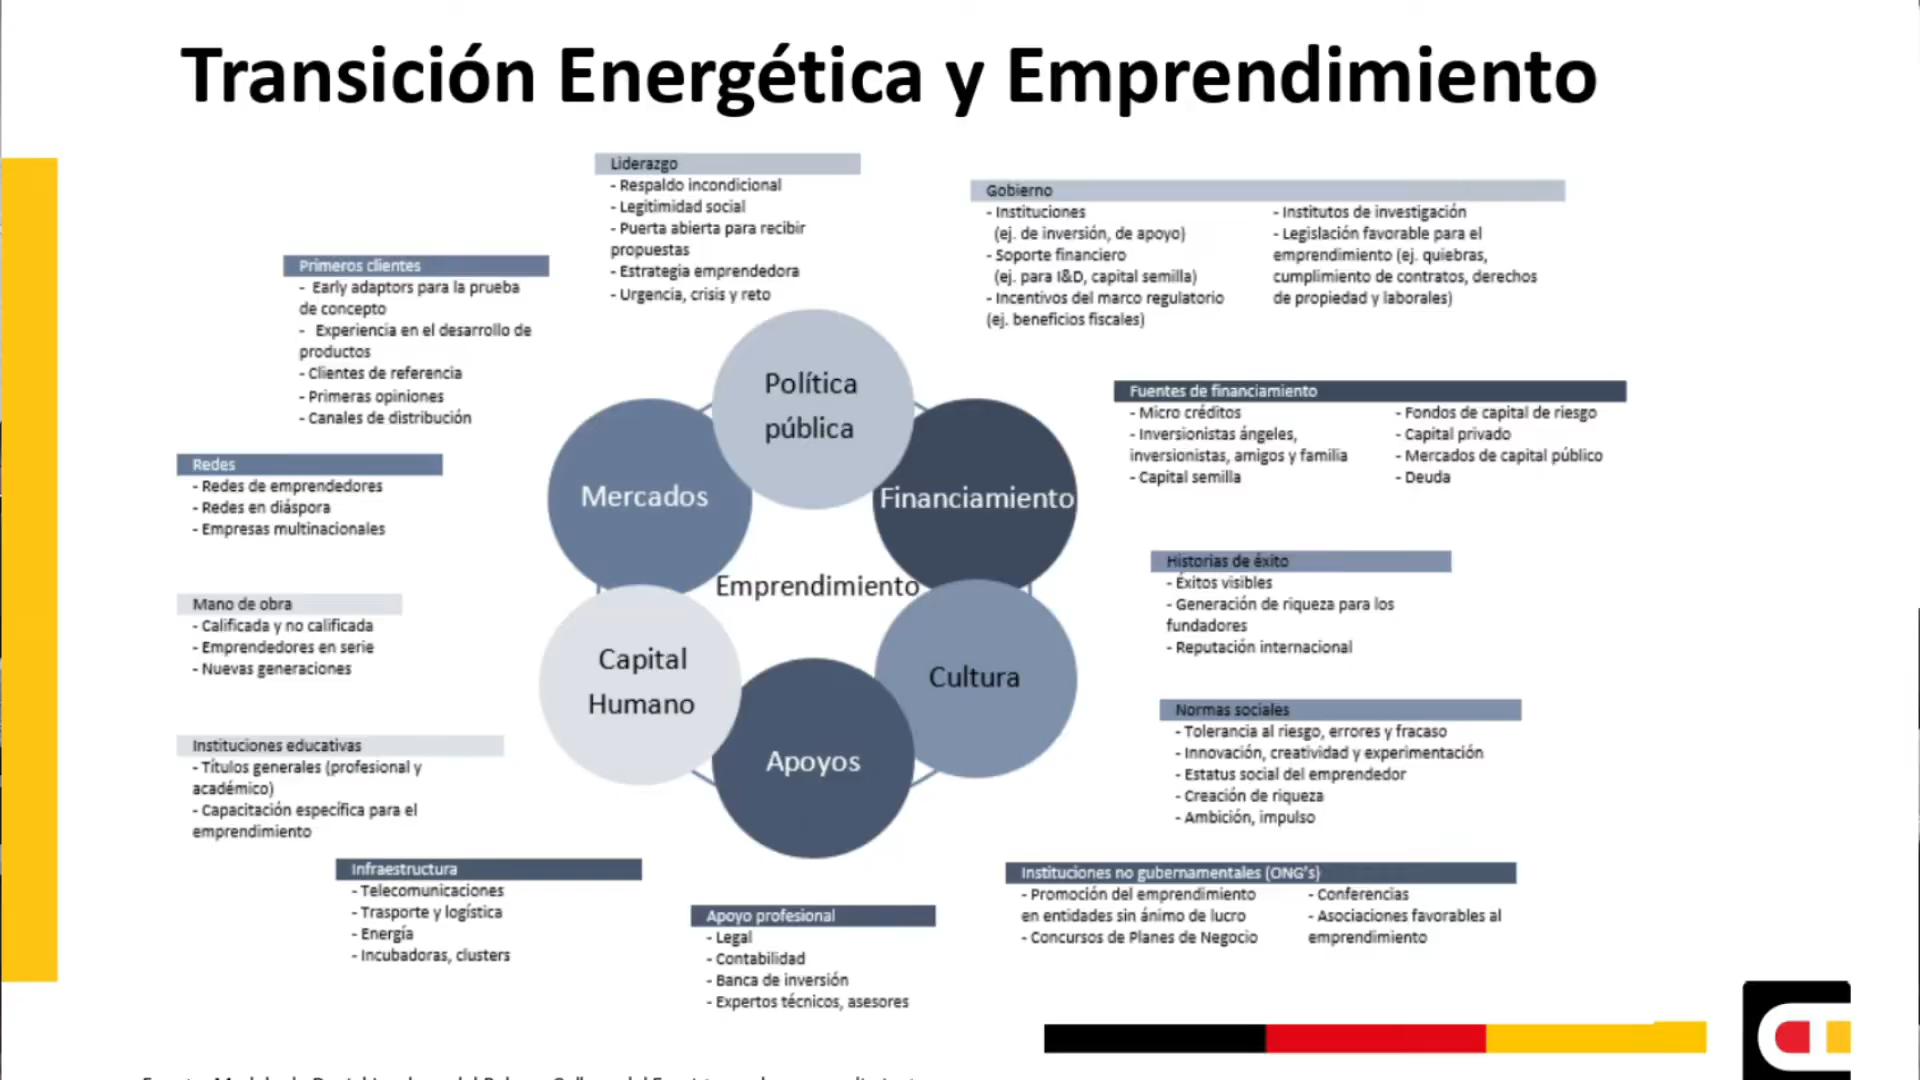 Transición Energética y Emprendimiento
Liderazgo
- Respaldo incondicional
- Legitimidad social
- Puerta abierta para recibir
propuestas
- Estrategia emprendedora
- Urgencia, crisis y reto
Gobierno
- Instituciones
(ej. de inversión, de apoyo)
- Soporte financiero
(ej. para I&D, capital semilla)
- Incentivos del marco regulatorio
(ej. beneficios fiscales)
- Institutos de investigación
- Legislación favorable para el
emprendimiento (ej. quiebras,
cumplimiento de contratos, derechos
de propiedad y laborales)
Primeros clientes
- Early adaptors para la prueba
de concepto
- Experiencia en el desarrollo de
productos
- Clientes de referencia
- Primeras opiniones
- Canales de distribución
Fuentes de financiamiento
- Micro créditos
- Inversionistas ángeles,
inversionistas, amigos y familia
- Capital semilla
- Fondos de capital de riesgo
- Capital privado
- Mercados de capital público
- Deuda
Redes
- Redes de emprendedores
- Redes en diáspora
- Empresas multinacionales
Política
pública
Mercados
Financiamiento
Emprendimiento
Capital
Humano
Cultura
Apoyos
Historias de éxito
- Éxitos visibles
- Generación de riqueza para los
fundadores
- Reputación internacional
Mano de obra
- Calificada y no calificada
- Emprendedores en serie
- Nuevas generaciones
Normas sociales
- Tolerancia al riesgo, errores y fracaso
- Innovación, creatividad y experimentación
- Estatus social del emprendedor
- Creación de riqueza
- Ambición, impulso
Instituciones educativas
- Títulos generales (profesional y
académico)
- Capacitación específica para el
emprendimiento
Infraestructura
- Telecomunicaciones
- Trasporte y logística
- Energía
- Incubadoras, clusters
Apoyo profesional
- Legal
- Contabilidad
- Banca de inversión
- Expertos técnicos, asesores
Instituciones no gubernamentales (ONG's)
- Promoción del emprendimiento
en entidades sin ánimo de lucro
- Concursos de Planes de Negocio
- Conferencias
- Asociaciones favorables al
emprendimiento